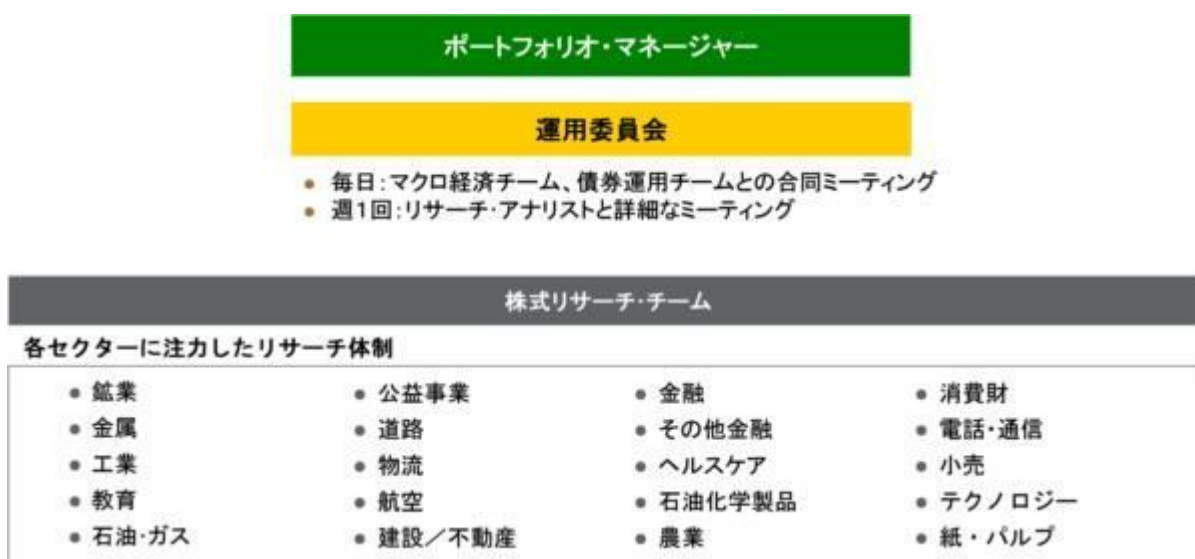 ポートフォリオ・マネージャー
運用委員会
● 毎日:マクロ経済チーム、債券運用チームとの合同ミーティング
● 週1回:リサーチ・アナリストと詳細なミーティング
株式リサーチ・チーム
各セクターに注力したリサーチ体制
● 鉱業
● 金属
● 工業
● 教育
● 石油・ガス
● 公益事業
● 道路
● 物流
● 航空
● 建設/不動産
● 金融
● その他金融
● ヘルスケア
● 石油化学製品
● 農業
● 消費財
● 電話・通信
● 小売
● テクノロジー
● 紙・パルプ